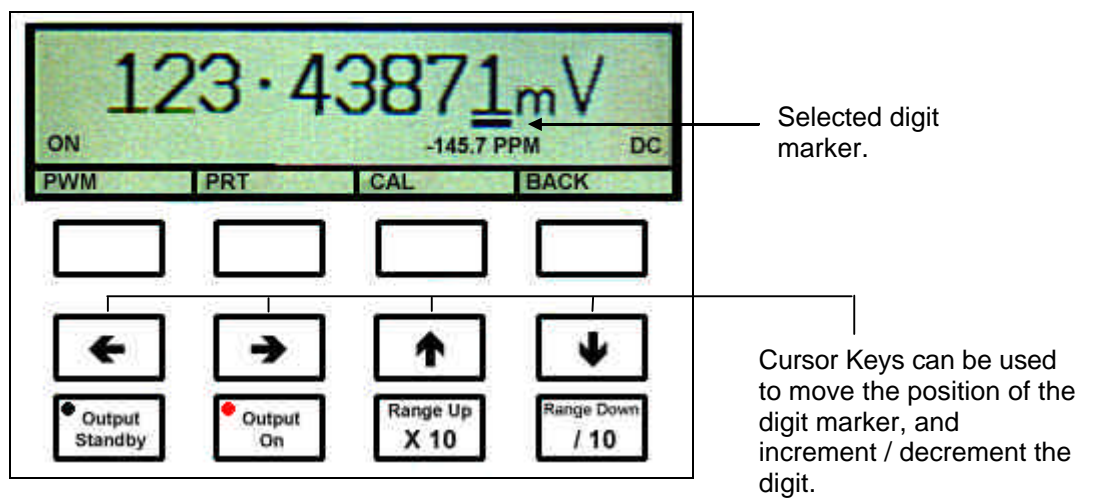 123·43871mV
ON -145.7 PPM DC
PWM PRT CAL BACK
Selected digit
marker.
Output
Standby
Output
On
Range Up
X 10
Range Down
/ 10
Cursor Keys can be used
to move the position of the
digit marker, and
increment / decrement the
digit.